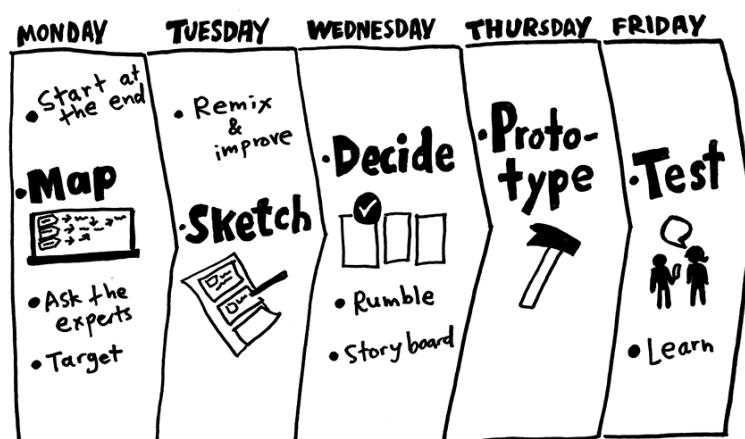 MONDAY
• Start at
the end
• Map
• Ask the
experts
• Target
TUESDAY
• Remix
&
improve
• Sketch
WEDNESDAY
• Decide
• Rumble
• Story board
THURSDAY
• Proto-
type
FRIDAY
• Test
• Learn